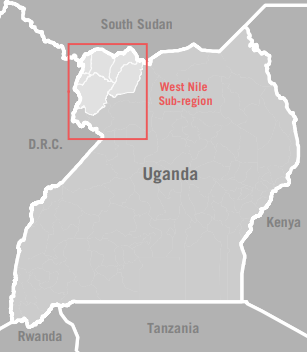 South Sudan
West Nile
Sub-region
D.R.C.
Uganda
Kenya
Tanzania
Rwanda